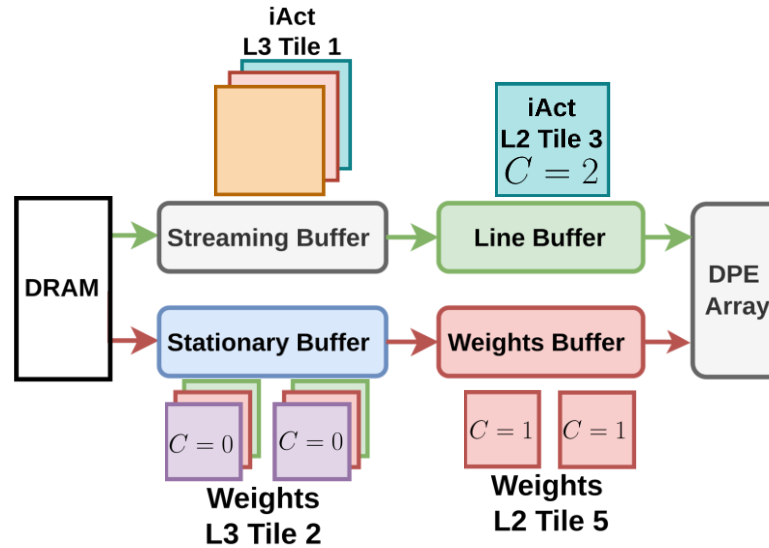 iAct
L3 Tile 1
iAct
L2 Tile 3
C = 2
Streaming Buffer
Line Buffer
DRAM
DPE
Array
Stationary Buffer
Weights Buffer
C = 0
C = 0
C = 1
C = 1
Weights
L3 Tile 2
Weights
L2 Tile 5